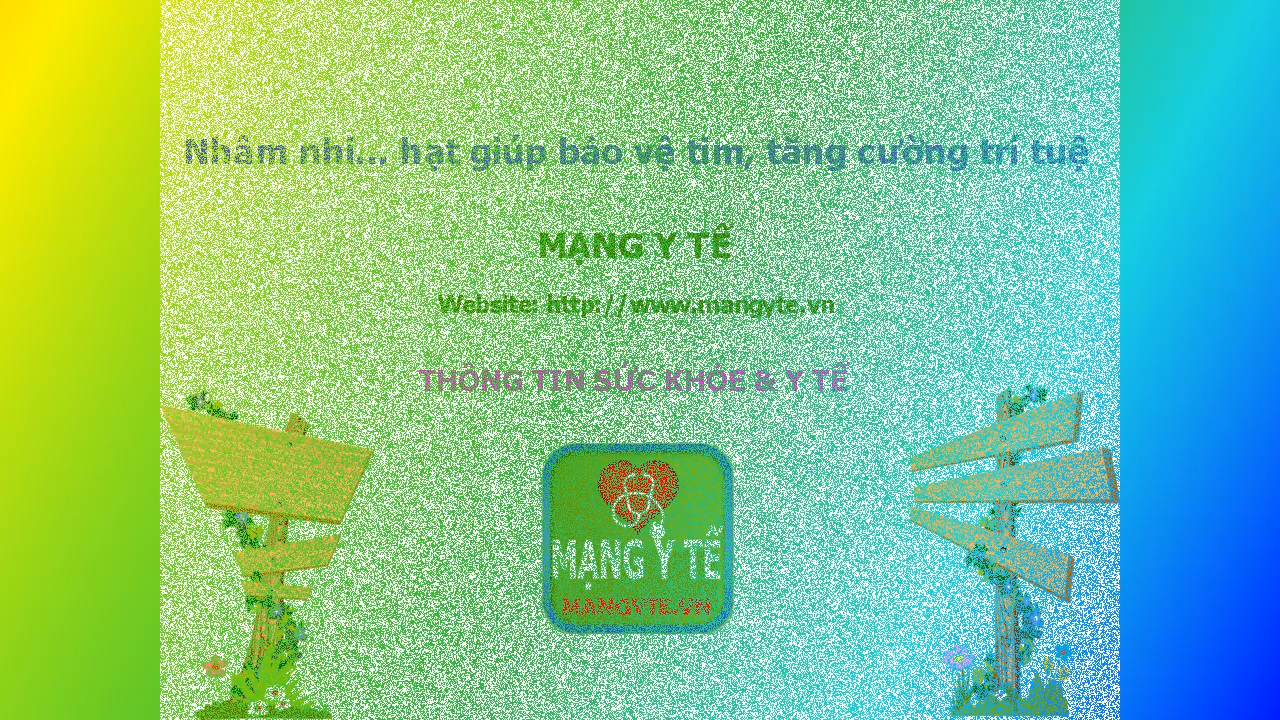 Nhâm nhi... hạt giúp bảo vệ tim, tăng cường trí tuệ
MẠNG Y TẾ
Website: http://www.mangyte.vn
THÔNG TIN SỨC KHỎE & Y TẾ
MẠNG Y TẾ
MANGYTE.VN